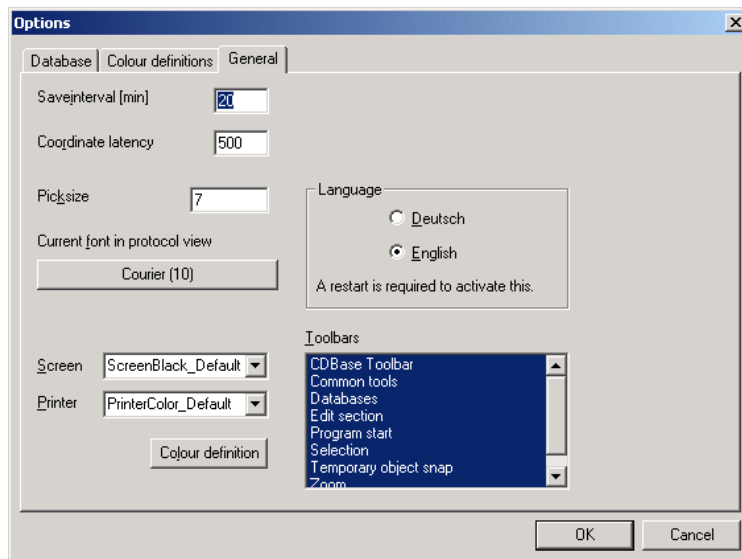 Options
Database
Colour definitions
General
Saveinterval [min]
20
Coordinate latency
500
Picksize
7
Current font in protocol view
Courier (10)
Language
Deutsch
English
A restart is required to activate this.
Screen
ScreenBlack_Default
Printer
PrinterColor_Default
Colour definition
Toolbars
CDBase Toolbar
Common tools
Databases
Edit section
Program start
Selection
Temporary object snap
Zoom
OK
Cancel